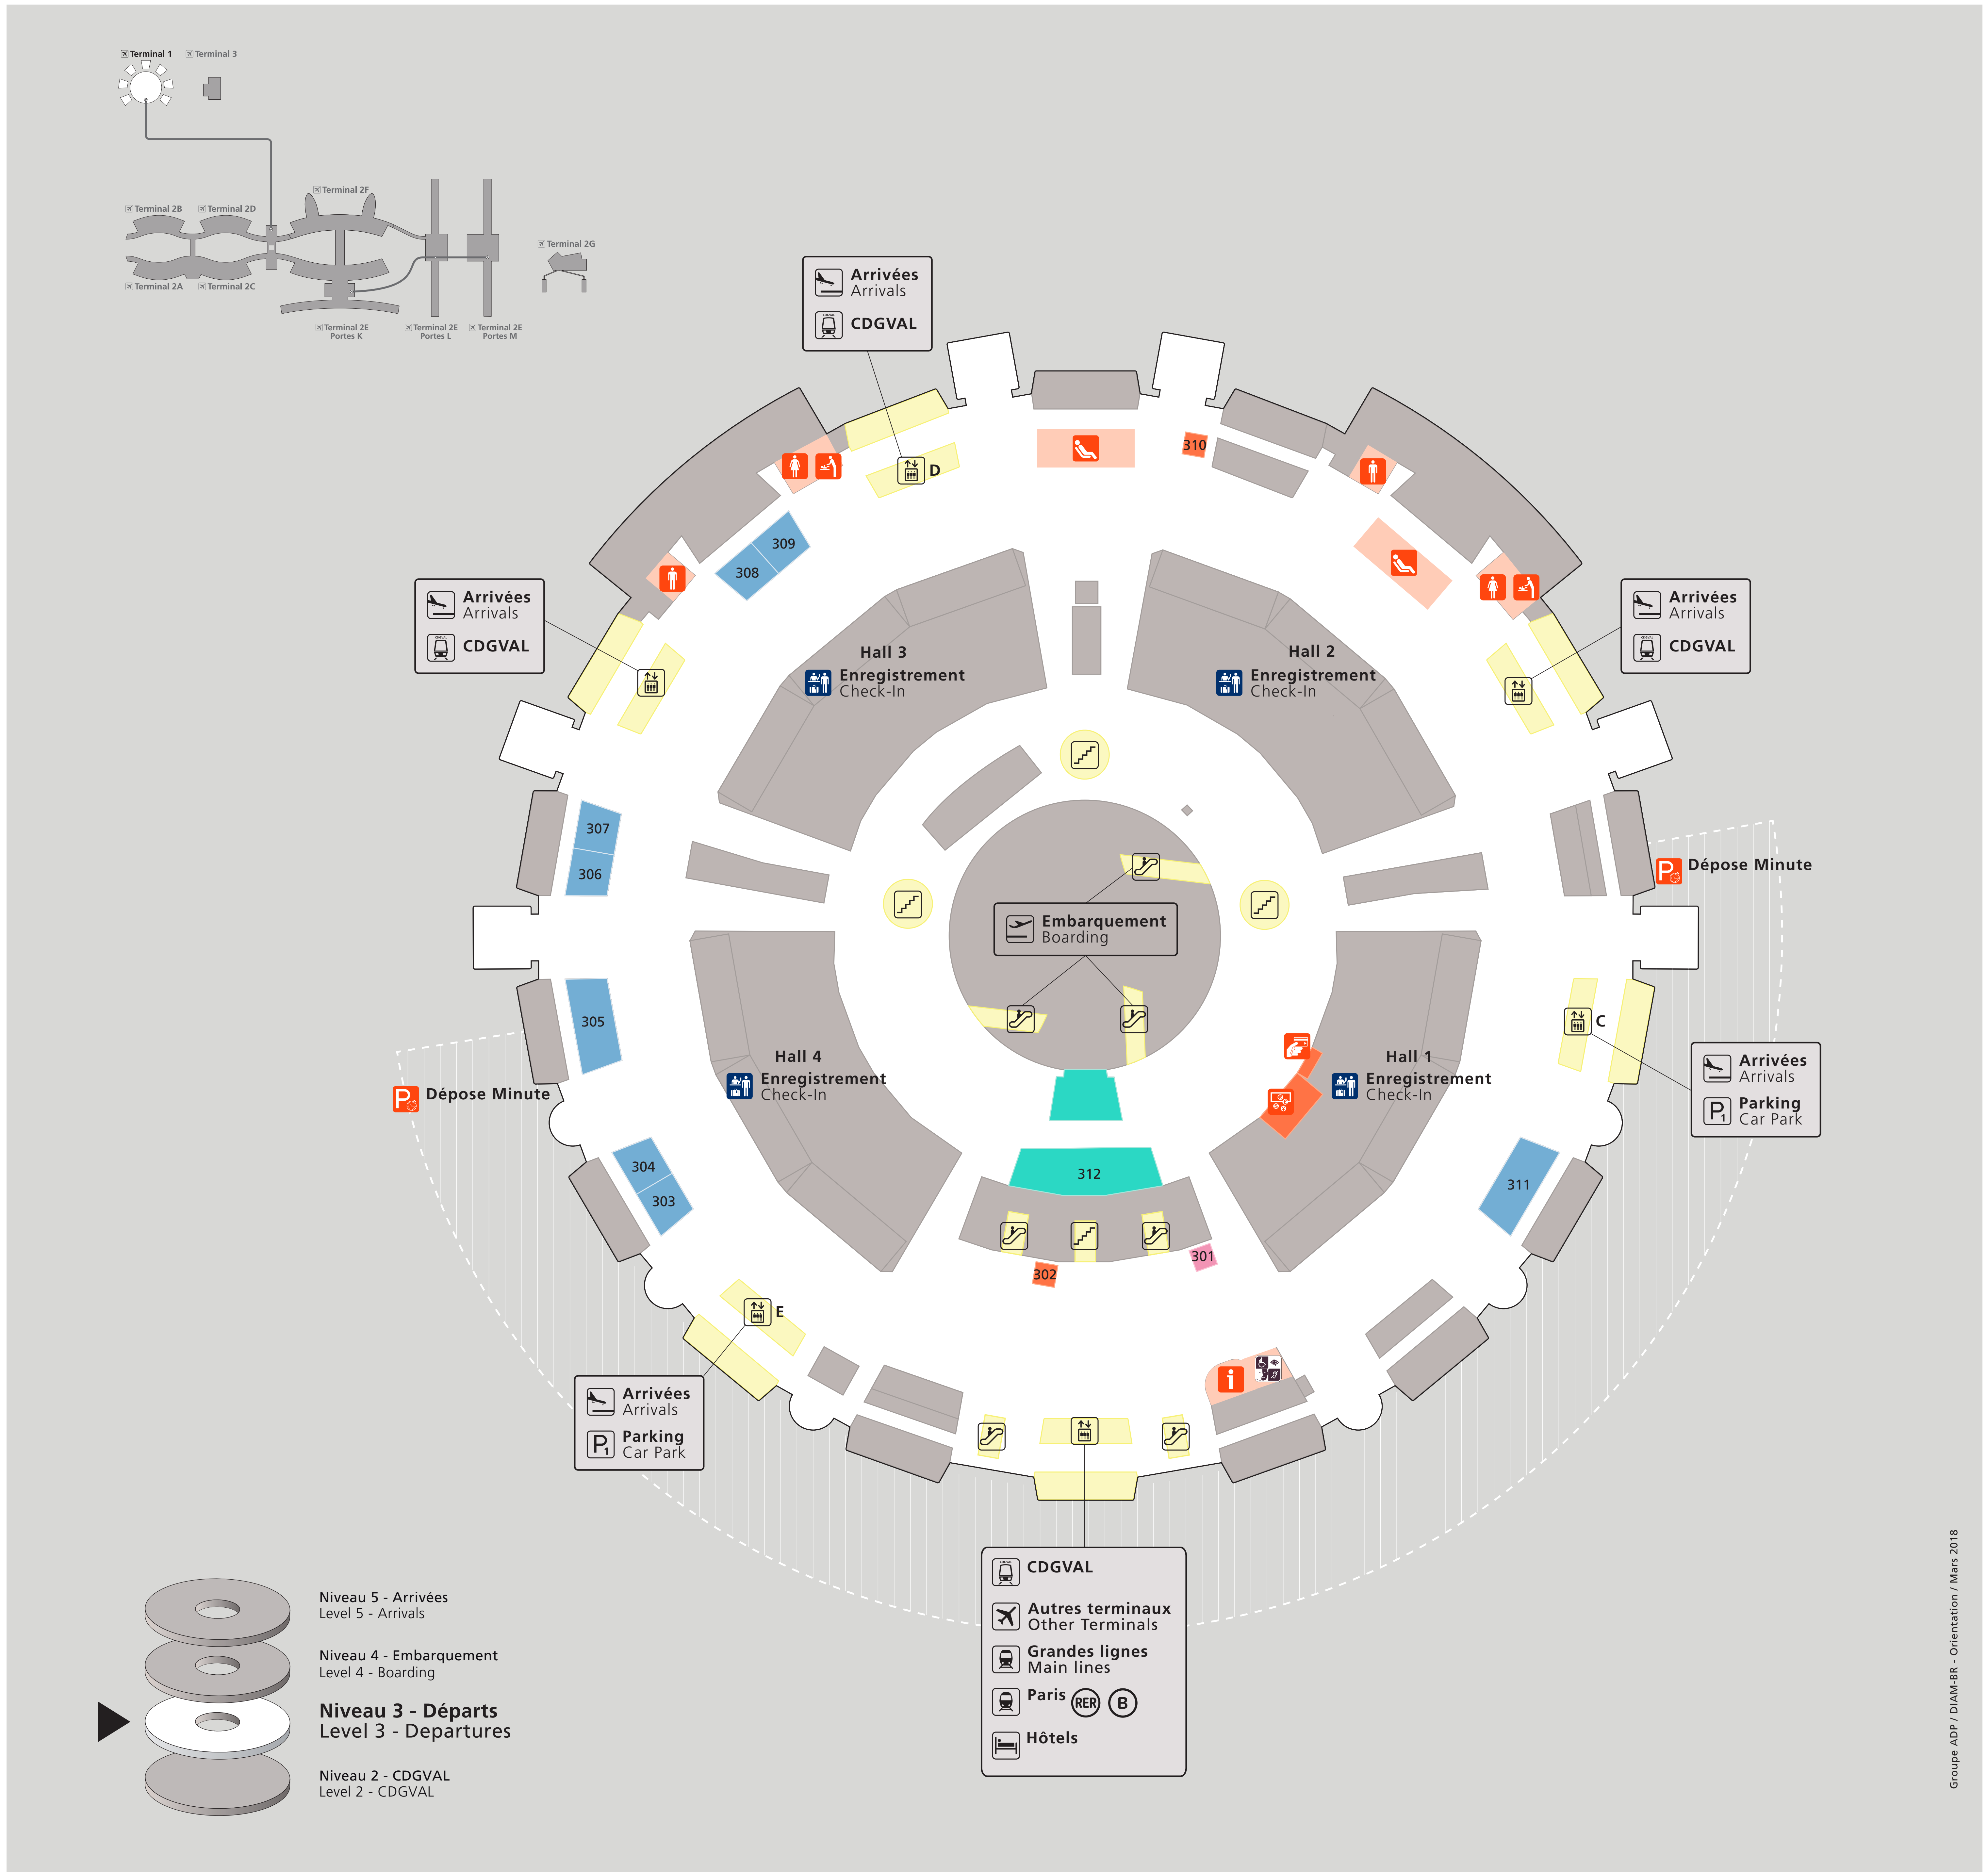 Terminal 1
Terminal 3
Terminal 2F
Terminal 2B
Terminal 2D
Terminal 2G
Terminal 2A
Terminal 2C
Terminal 2E
Portes K
Terminal 2E
Portes L
Terminal 2E
Portes M
Arrivées
Arrivals
CDGVAL
D
310
309
308
Arrivées
Arrivals
CDGVAL
Arrivées
Arrivals
CDGVAL
Hall 3
Enregistrement
Check-In
Hall 2
Enregistrement
Check-In
307
306
P
Dépose Minute
Embarquement
Boarding
305
C
Hall 4
Enregistrement
Check-In
Hall 1
Enregistrement
Check-In
Arrivées
Arrivals
P1
Parking
Car Park
P
Dépose Minute
304
303
312
311
301
302
E
i
Arrivées
Arrivals
P1
Parking
Car Park
CDGVAL
Autres terminaux
Other Terminals
Grandes lignes
Main lines
Paris RER B
Hôtels
Niveau 5 - Arrivées
Level 5 - Arrivals
Niveau 4 - Embarquement
Level 4 - Boarding
Niveau 3 - Départs
Level 3 - Departures
Niveau 2 - CDGVAL
Level 2 - CDGVAL
Groupe ADP / DIAM-BR - Orientation / Mars 2018